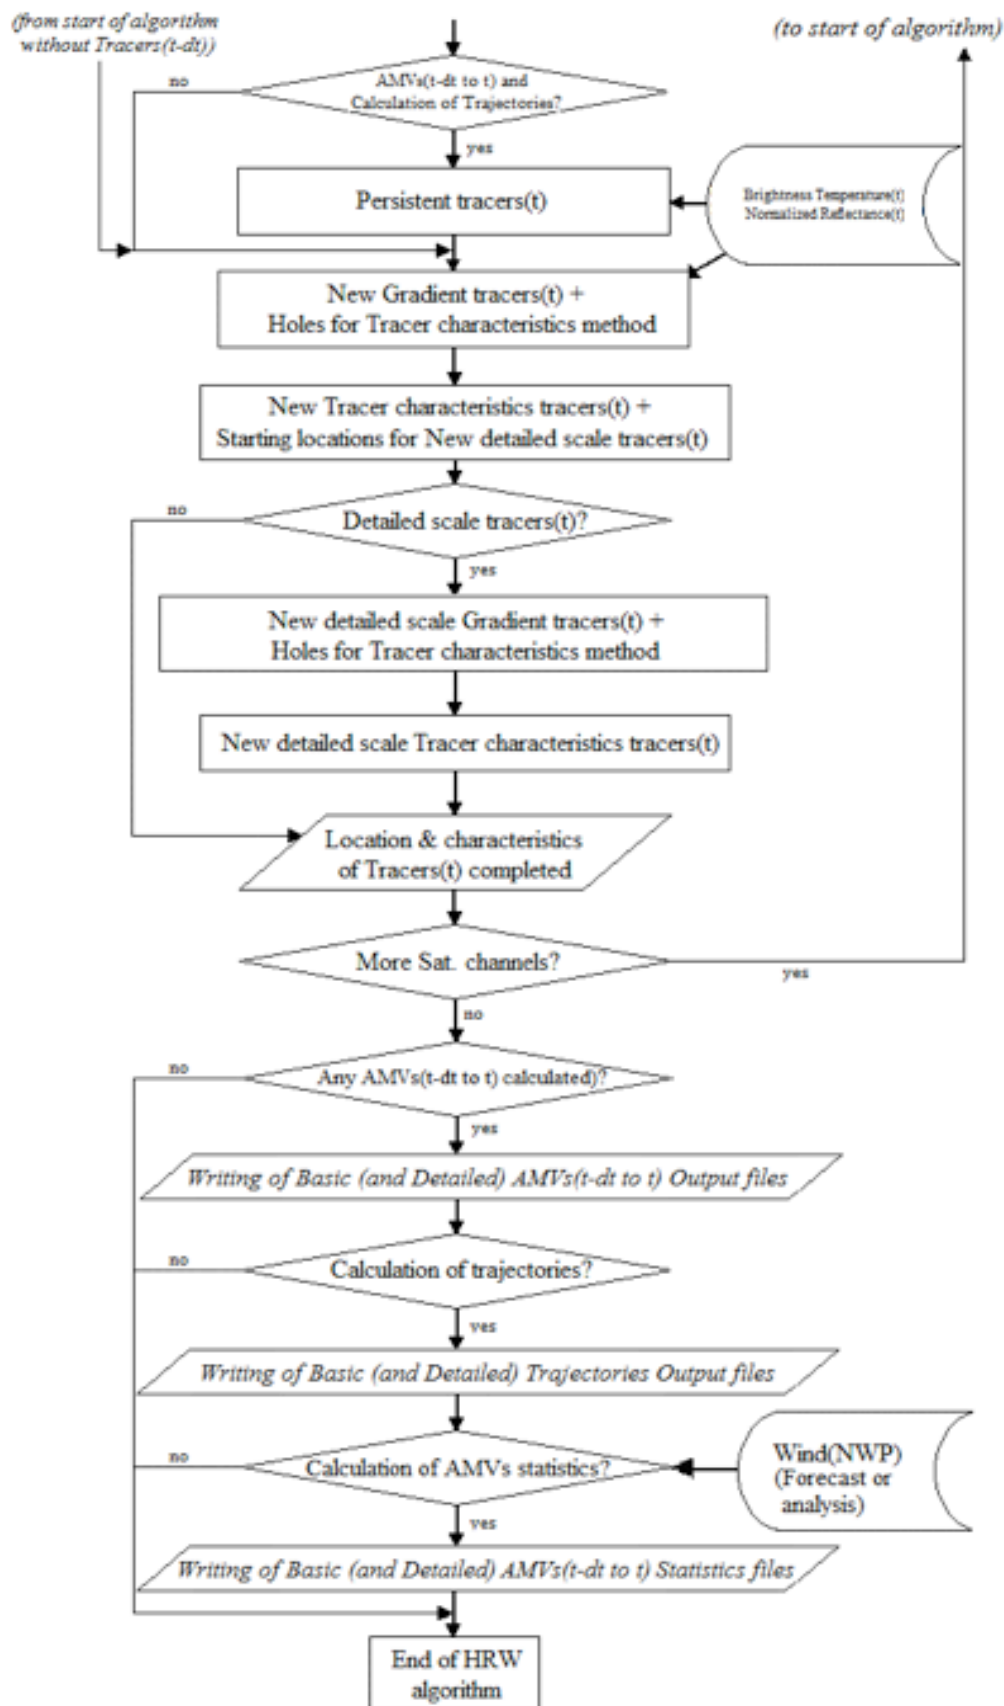 (from start of algorithm
without Tracers(t-dt))
(to start of algorithm)
AMVs(t-dt to t) and
Calculation of Trajectories?
no
yes
Persistent tracers(t)
Brightness Temperature(t)
Normalized Reflectance(t)
New Gradient tracers(t) +
Holes for Tracer characteristics method
New Tracer characteristics tracers(t) +
Starting locations for New detailed scale tracers(t)
no
Detailed scale tracers(t)?
yes
New detailed scale Gradient tracers(t) +
Holes for Tracer characteristics method
New detailed scale Tracer characteristics tracers(t)
Location & characteristics
of Tracers(t) completed
More Sat. channels?
yes
no
no
Any AMVs(t-dt to t) calculated)?
yes
Writing of Basic (and Detailed) AMVs(t-dt to t) Output files
no
Calculation of trajectories?
yes
Writing of Basic (and Detailed) Trajectories Output files
no
Calculation of AMVs statistics?
Wind(NWP)
(Forecast or
analysis)
yes
Writing of Basic (and Detailed) AMVs(t-dt to t) Statistics files
End of HRW
algorithm